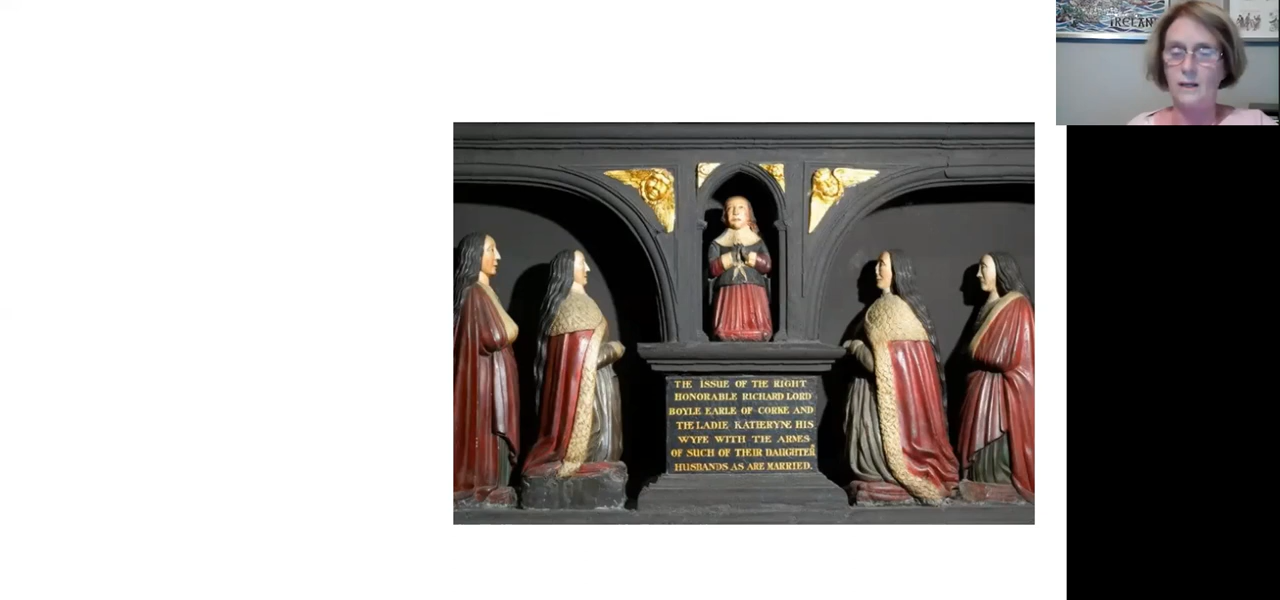 IRELAN
THE ISSUE OF THE RIGHT
HONORABLE RICHARD LORD
BOYLE EARLE OF CORKE AND
THE LADIE KATHERYNE HIS
WYFE WITH THE ARMES
OF SUCH OF THEIR DAUGHTER
HUSBANDS AS ARE MARRIED.